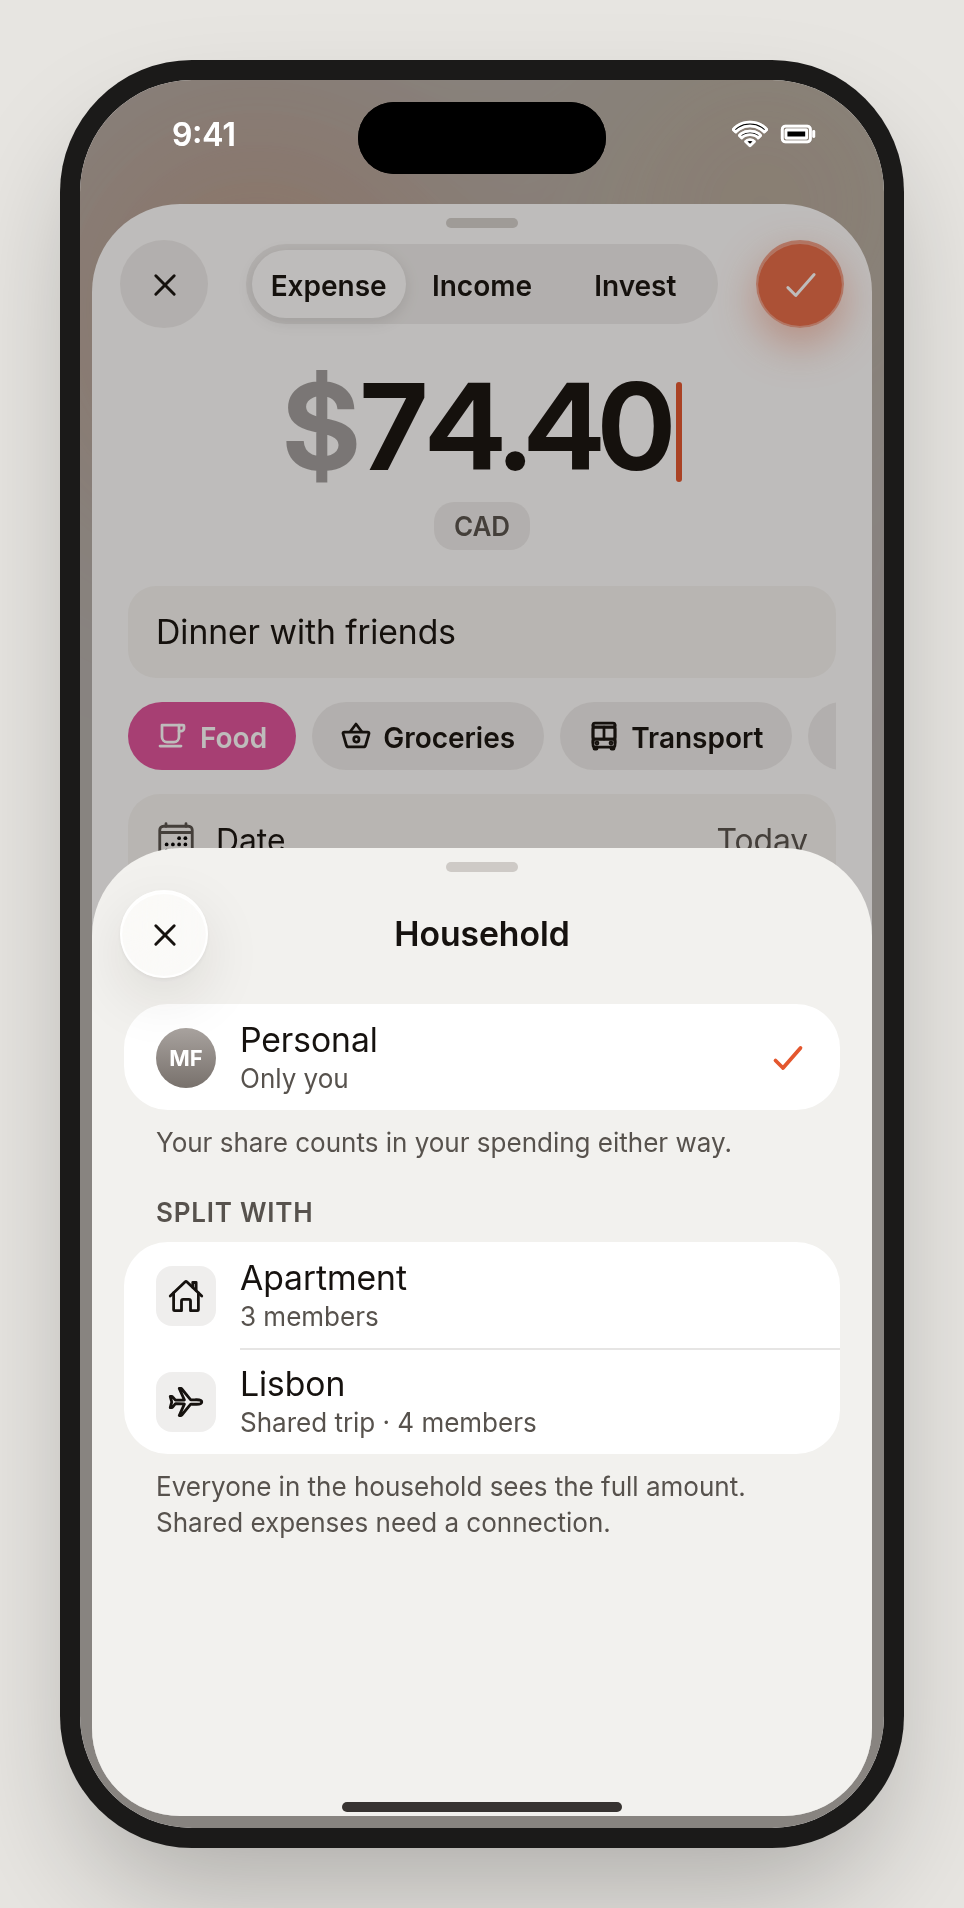 9:41
Expense Income Invest
$74.40
CAD
Dinner with friends
Food Groceries Transport
Date Today
Household
MF Personal
Only you
Your share counts in your spending either way.
SPLIT WITH
Apartment
3 members
Lisbon
Shared trip · 4 members
Everyone in the household sees the full amount.
Shared expenses need a connection.